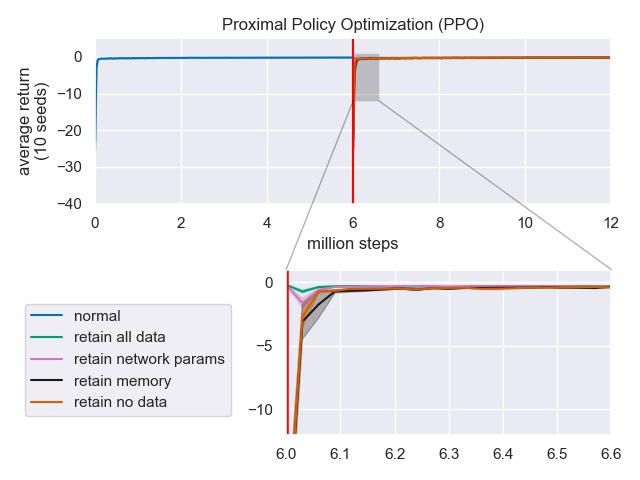 Proximal Policy Optimization (PPO)
average return
(10 seeds)
0
−10
−20
−30
−40
0
2
4
6
8
10
12
million steps
0
−5
−10
6.0
6.1
6.2
6.3
6.4
6.5
6.6
normal
retain all data
retain network params
retain memory
retain no data